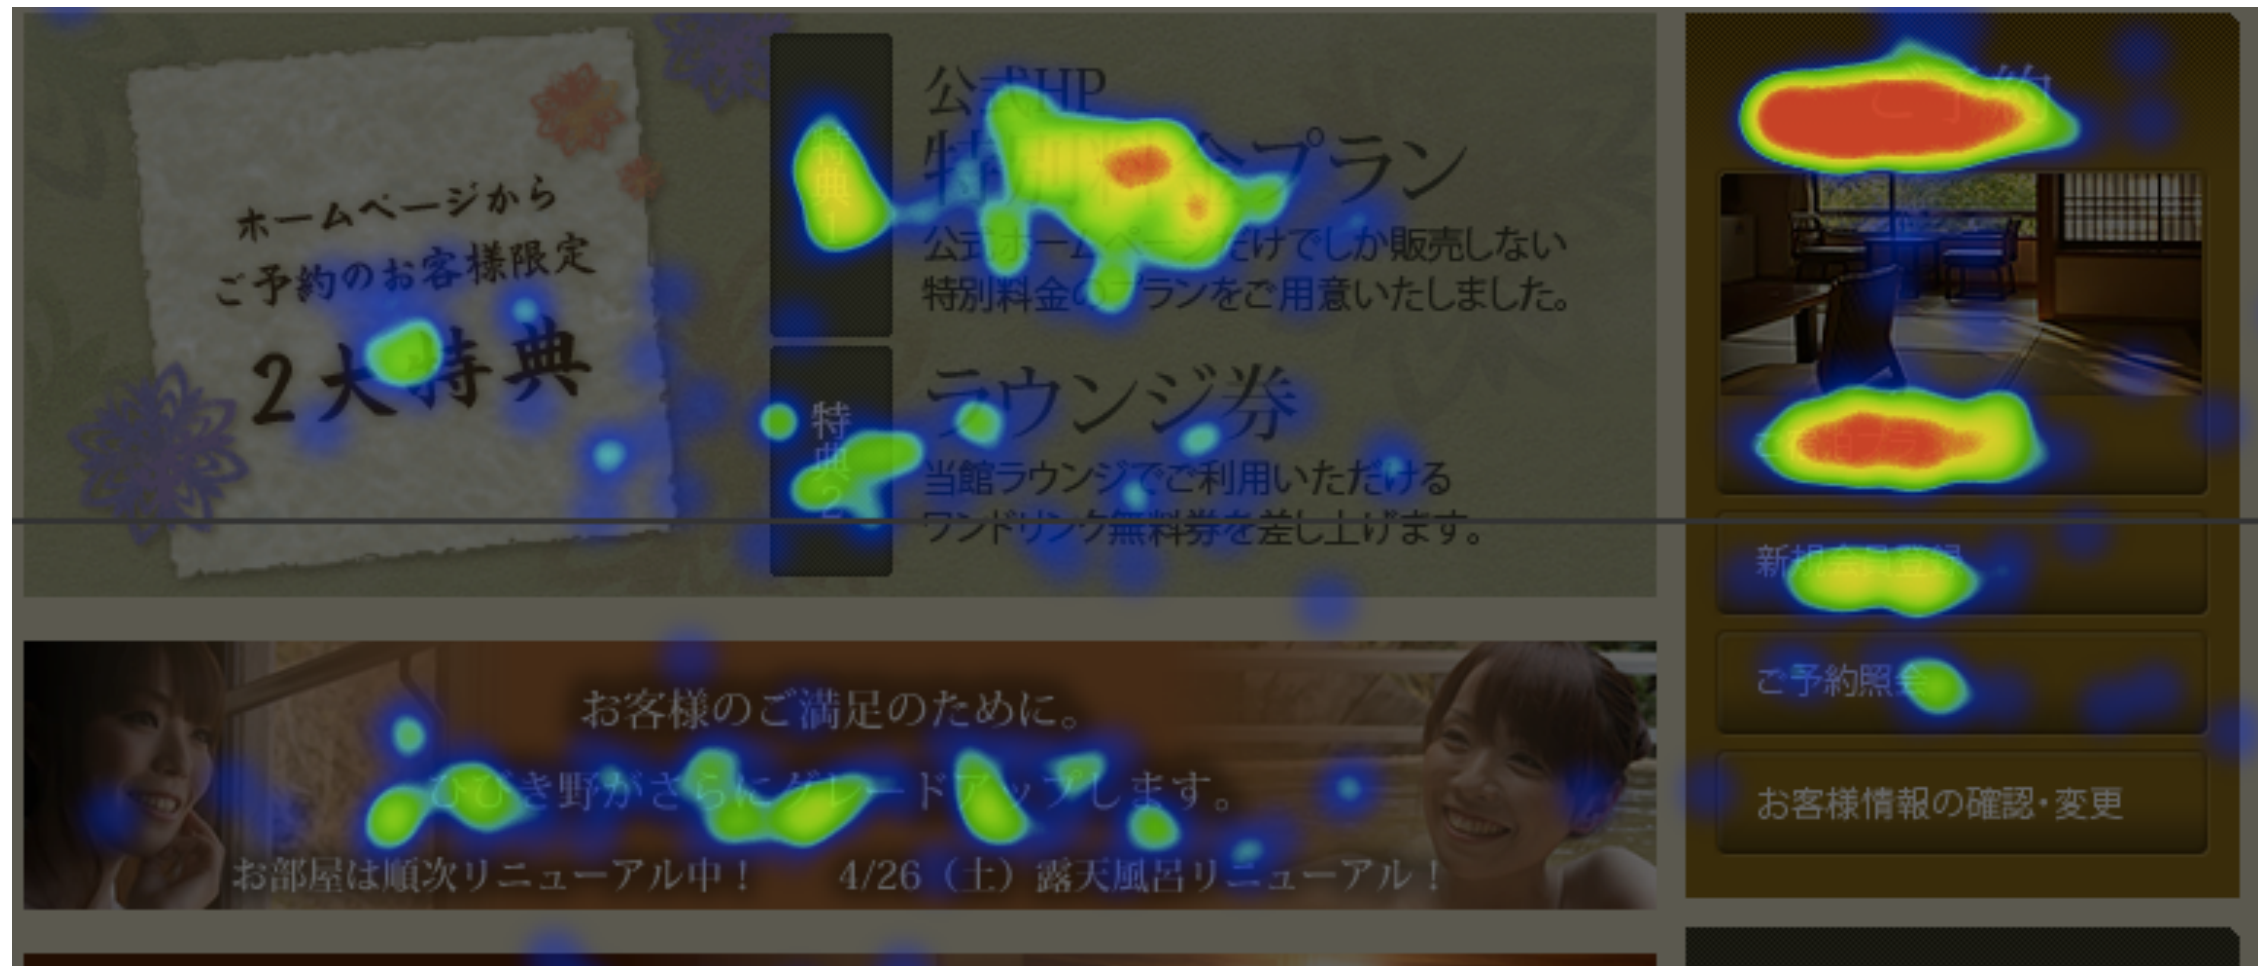 ホームページから
ご予約のお客様限定
2大特典
特典1
公式HP
特別料金プラン
公式ホームページだけでしか販売しない
特別料金のプランをご用意いたしました。
特典2
ラウンジ券
当館ラウンジでご利用いただける
ワンドリンク無料券を差し上げます。
お客様のご満足のために。
ひびき野がさらにグレードアップします。
お部屋は順次リニューアル中！ 4/26（土）露天風呂リニューアル！
ご予約
新規会員登録
ご予約照会
お客様情報の確認・変更